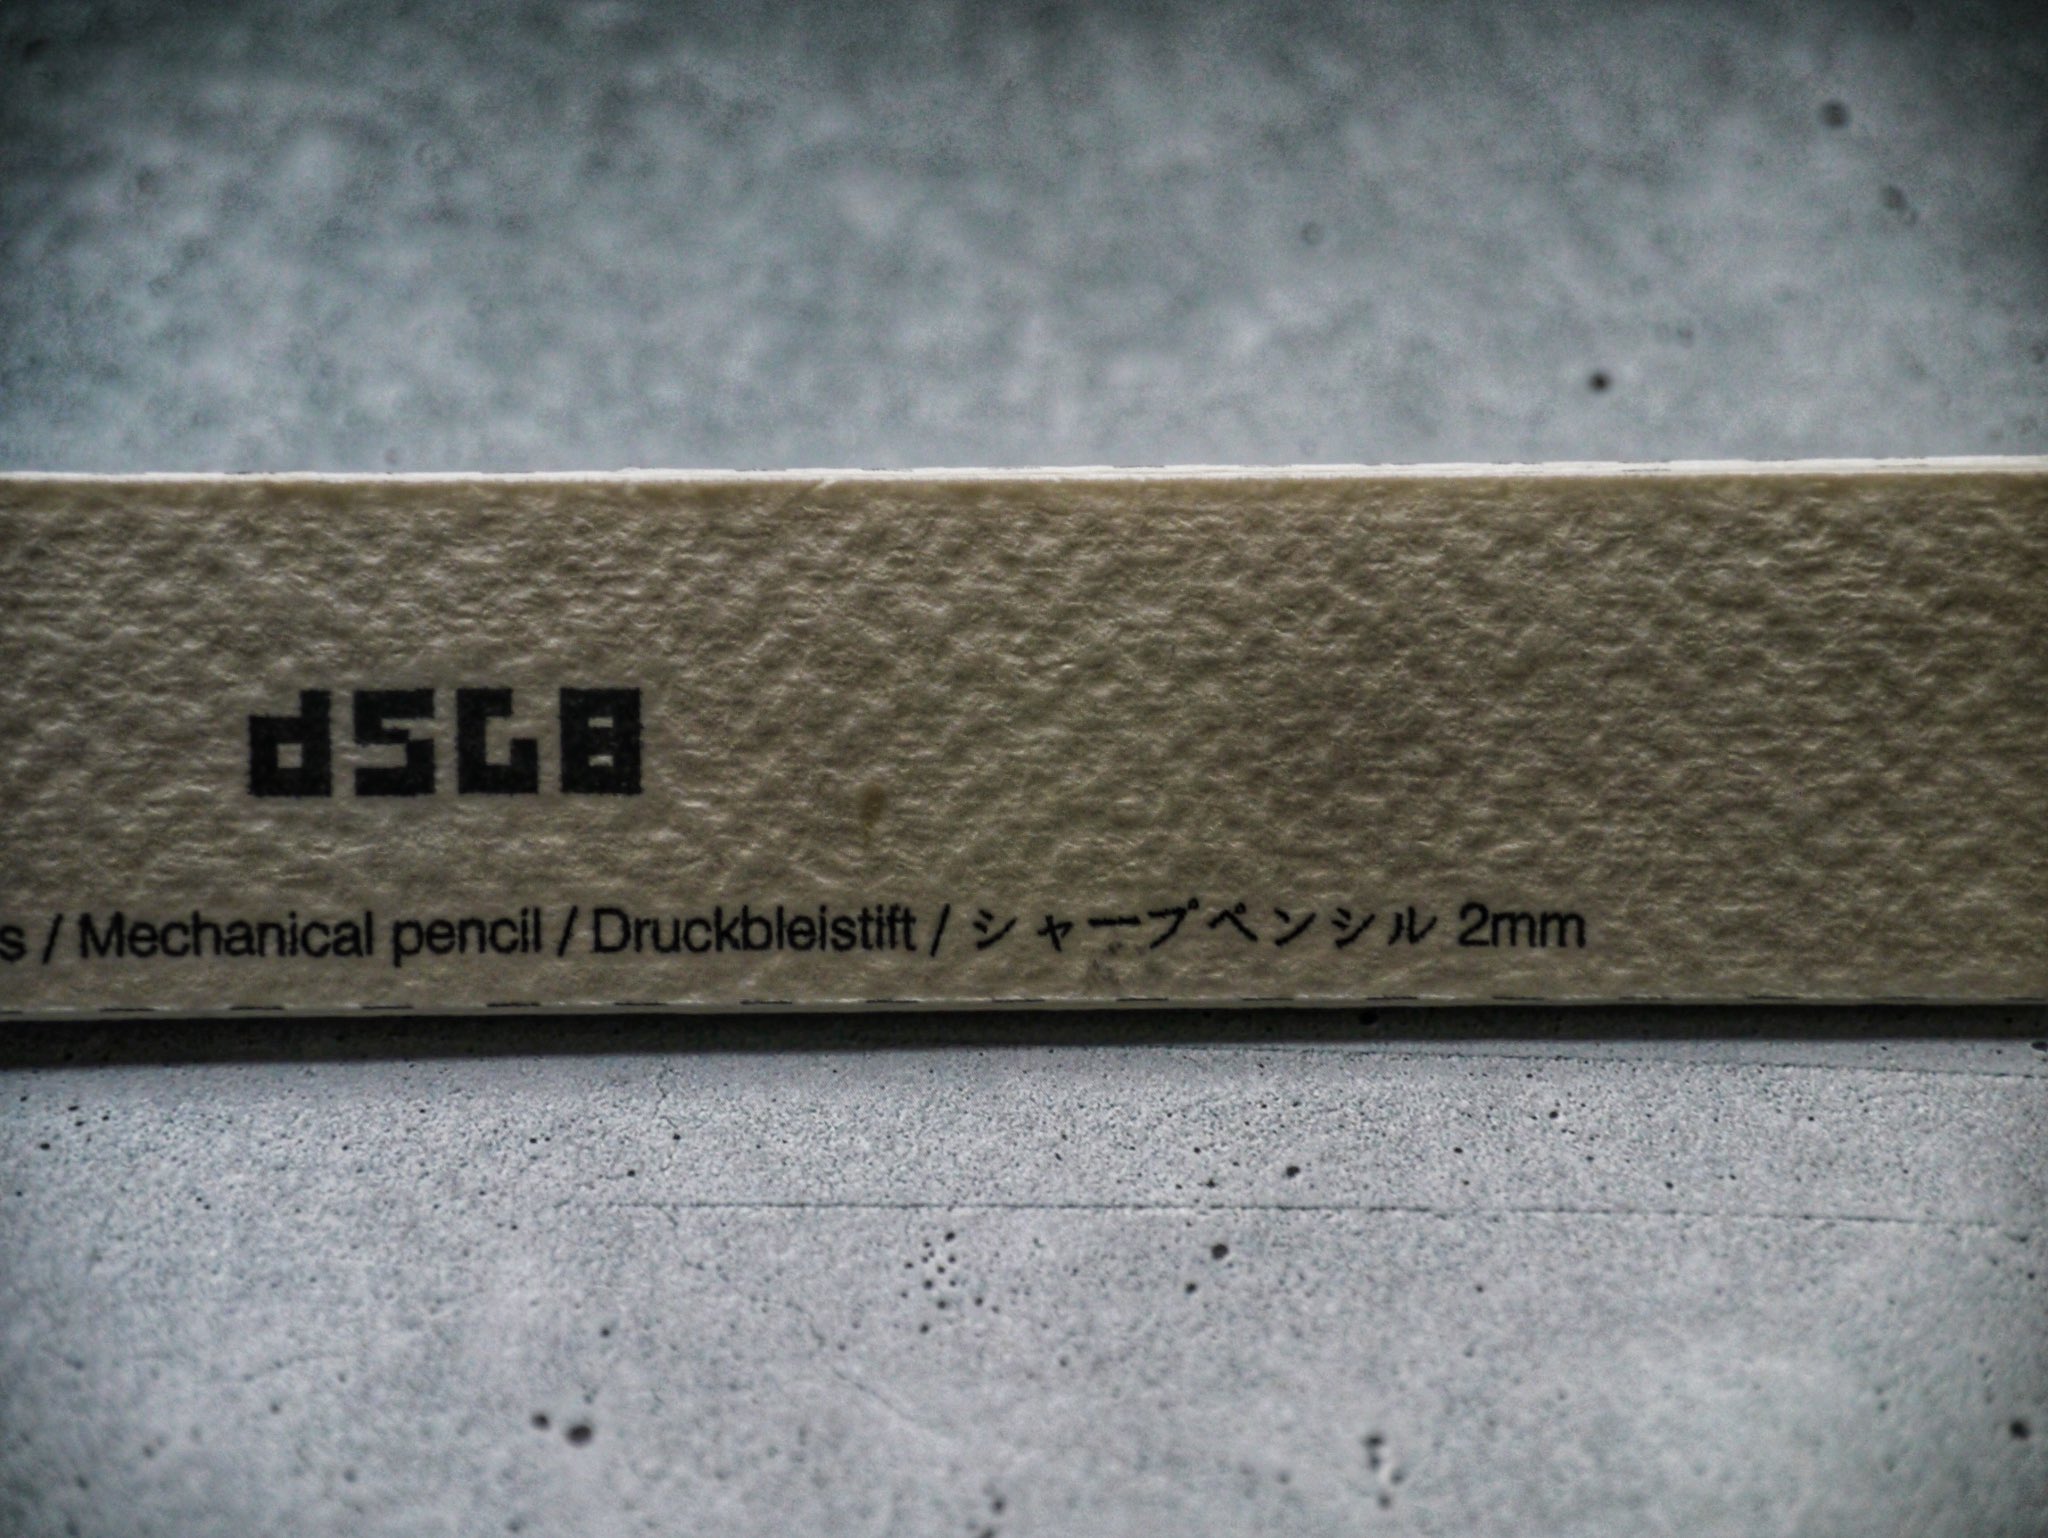 dSGB
s / Mechanical pencil / Druckbleistift / シャープペンシル 2mm